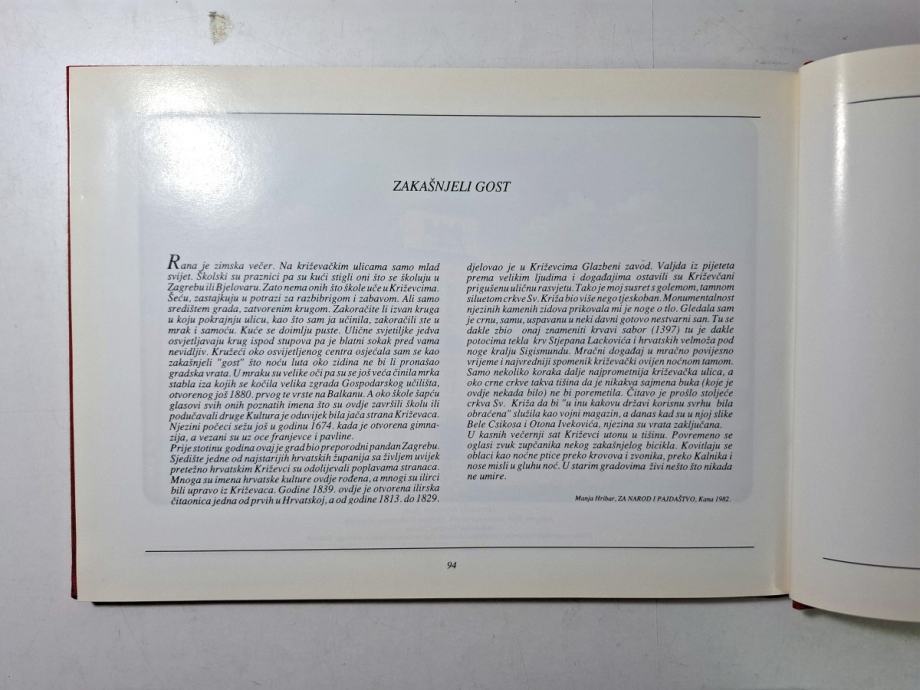 ZAKAŠNJELI GOST
Rana je zimska večer. Na križevačkim ulicama samo mlad
svijet. Školski su praznici pa su kući stigli oni što se školuju u
Zagrebu ili Bjelovaru. Zato nema onih što škole uče u Križevcima.
Šeću, zastajkuju u potrazi za razbibrigom i zabavom. Ali samo
središtem grada, zatvorenim krugom. Zakoračite li izvan kruga
u koju pokrajnju ulicu, kao što sam ja učinila, zakoračili ste u
mrak i samoću. Kuće se doimlju puste. Ulične svjetiljke jedva
osvjetljavaju krug ispod stupova pa je blatni sokak pred vama
nevidljiv. Kružeći oko osvijetljenog centra osjećala sam se kao
zakašnjeli "gost" što noću luta oko zidina ne bi li pronašao
gradska vrata. U mraku su velike oči pa su se još veća činila mrka
stabla iza kojih se kočila velika zgrada Gospodarskog učilišta,
otvorenog još 1880. prvog te vrste na Balkanu. A oko škole šapću
glasovi svih onih poznatih imena što su ovdje završili školu ili
podučavali druge Kultura je oduvijek bila jača strana Križevaca.
Njezini počeci sežu još u godinu 1674. kada je otvorena gimna-
zija, a vezani su uz oce franjevce i pavline.
Prije stotinu godina ovaj je grad bio preporodni pandan Zagrebu.
Sjedište jedne od najstarijih hrvatskih županija sa življem uvijek
pretežno hrvatskim Križevci su odolijevali poplavama stranaca.
Mnoga su imena hrvatske kulture ovdje rođena, a mnogi su ilirci
bili upravo iz Križevaca. Godine 1839. ovdje je otvorena ilirska
čitaonica jedna od prvih u Hrvatskoj, a od godine 1813. do 1829.
djelovao je u Križevcima Glazbeni zavod. Valjda iz pijeteta
prema velikim ljudima i događajima ostavili su Križevčani
prigušenu uličnu rasvjetu. Tako je moj susret s golemom, tamnom
siluetom crkve Sv. Križa bio više nego tjeskoban. Monumentalnost
njezinih kamenih zidova prikovala mi je noge o tlo. Gledala sam
je crnu, samu, uspavanu u neki davni gotovo nestvarni san. Tu se
dakle zbio onaj znameniti krvavi sabor (1397) tu je dakle
potocima tekla krv Stjepana Lackovića i hrvatskih velmoža pod
noge kralju Sigismundu. Mračni događaj u mračno povijesno
vrijeme i najvredniji spomenik križevački ovijen noćnom tamom.
Samo nekoliko koraka dalje najprometnija križevačka ulica, a
oko crne crkve takva tišina da je nikakva sajmena buka (koje je
ovdje nekada bilo) ne bi poremetila. Čitavo je prošlo stoljeće
crkva Sv. Križa da bi "u inu kakovu državi korisnu svrhu bila
obraćena" služila kao vojni magazin, a danas kad su u njoj slike
Bele Csikosa i Otona Ivekovića, njezina su vrata zaključana.
U kasnih večernji sat Križevci utonu u tišinu. Povremeno se
oglasi zvuk zupčanika nekog zakašnjelog bicikla. Kovitlaju se
oblaci kao noćne ptice preko krovova i zvonika, preko Kalnika i
nose misli u gluhu noć. U starim gradovima živi nešto što nikada
ne umire.
Manja Hribar, ZA NAROD I PAJDAŠTVO, Kana 1982.
94